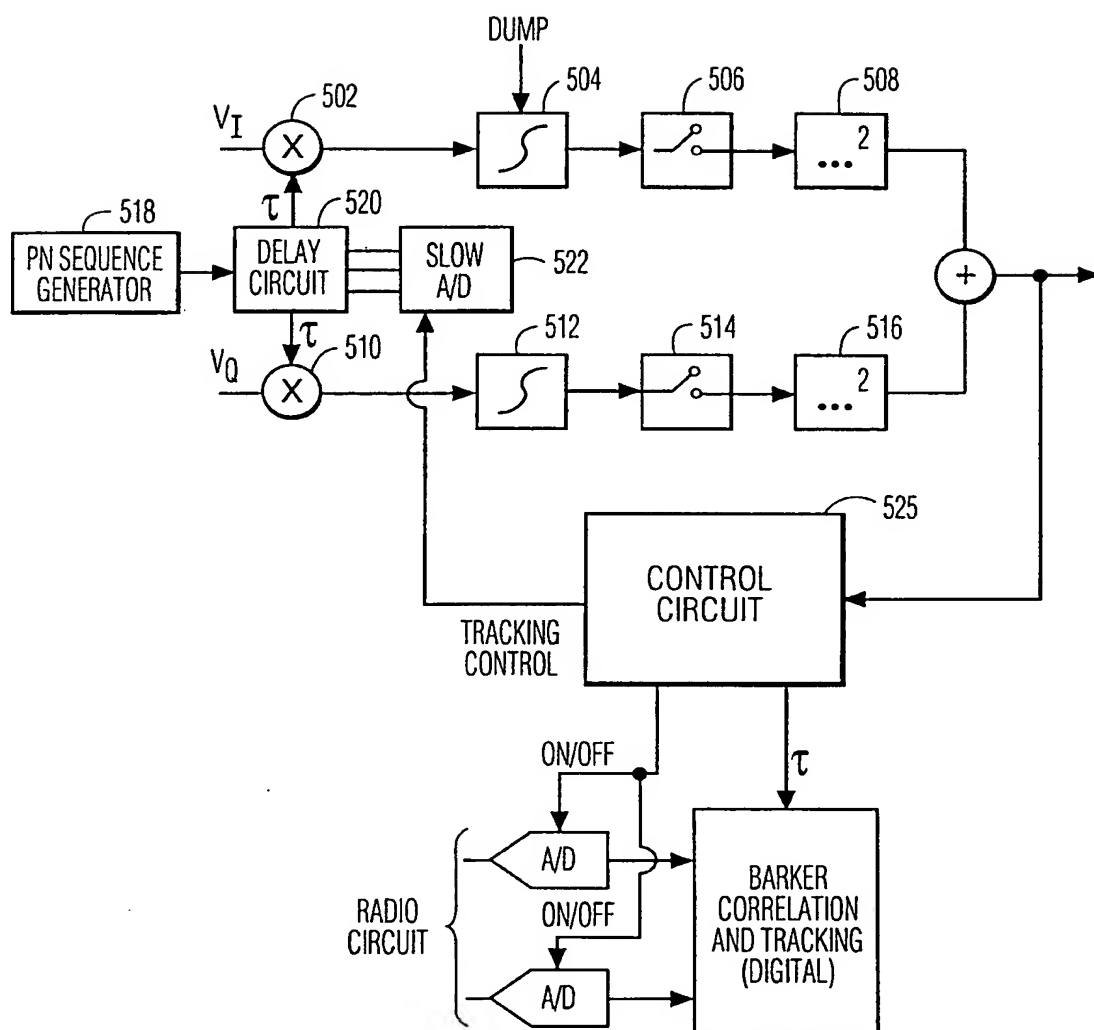 DUMP
502
504
506
508
V_I
X
2
...
τ
518
520
PN SEQUENCE
GENERATOR
DELAY
CIRCUIT
SLOW
A/D
522
+
τ
510
512
514
516
V_Q
X
2
...
525
CONTROL
CIRCUIT
TRACKING
CONTROL
ON/OFF
τ
A/D
RADIO
CIRCUIT
ON/OFF
BARKER
CORRELATION
AND TRACKING
(DIGITAL)
A/D